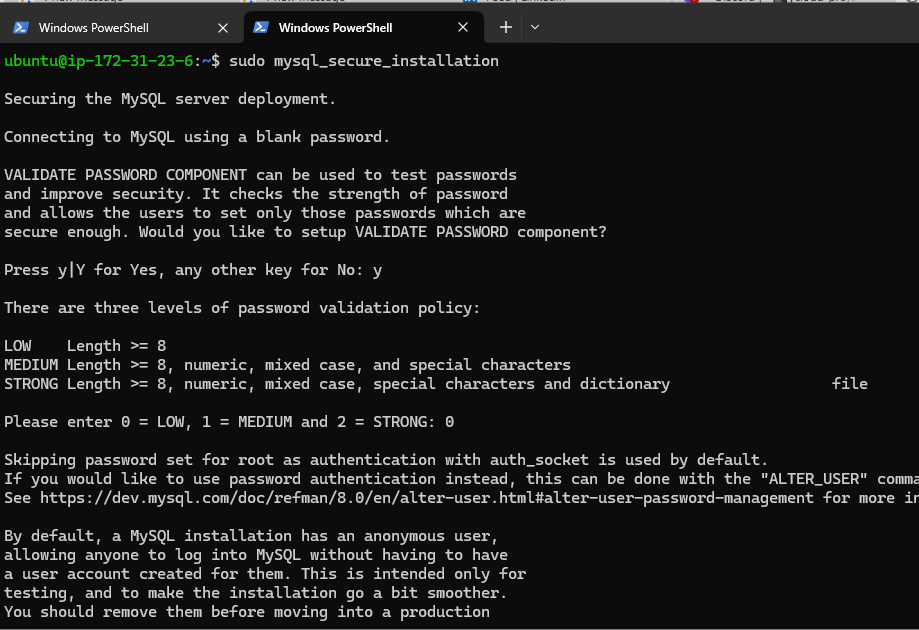 Windows PowerShell
Windows PowerShell
ubuntu@ip-172-31-23-6:~$ sudo mysql_secure_installation
Securing the MySQL server deployment.
Connecting to MySQL using a blank password.
VALIDATE PASSWORD COMPONENT can be used to test passwords
and improve security. It checks the strength of password
and allows the users to set only those passwords which are
secure enough. Would you like to setup VALIDATE PASSWORD component?
Press y|Y for Yes, any other key for No: y
There are three levels of password validation policy:
LOW    Length >= 8
MEDIUM Length >= 8, numeric, mixed case, and special characters
STRONG Length >= 8, numeric, mixed case, special characters and dictionary                  file
Please enter 0 = LOW, 1 = MEDIUM and 2 = STRONG: 0
Skipping password set for root as authentication with auth_socket is used by default.
If you would like to use password authentication instead, this can be done with the "ALTER_USER" comma
See https://dev.mysql.com/doc/refman/8.0/en/alter-user.html#alter-user-password-management for more in
By default, a MySQL installation has an anonymous user,
allowing anyone to log into MySQL without having to have
a user account created for them. This is intended only for
testing, and to make the installation go a bit smoother.
You should remove them before moving into a production